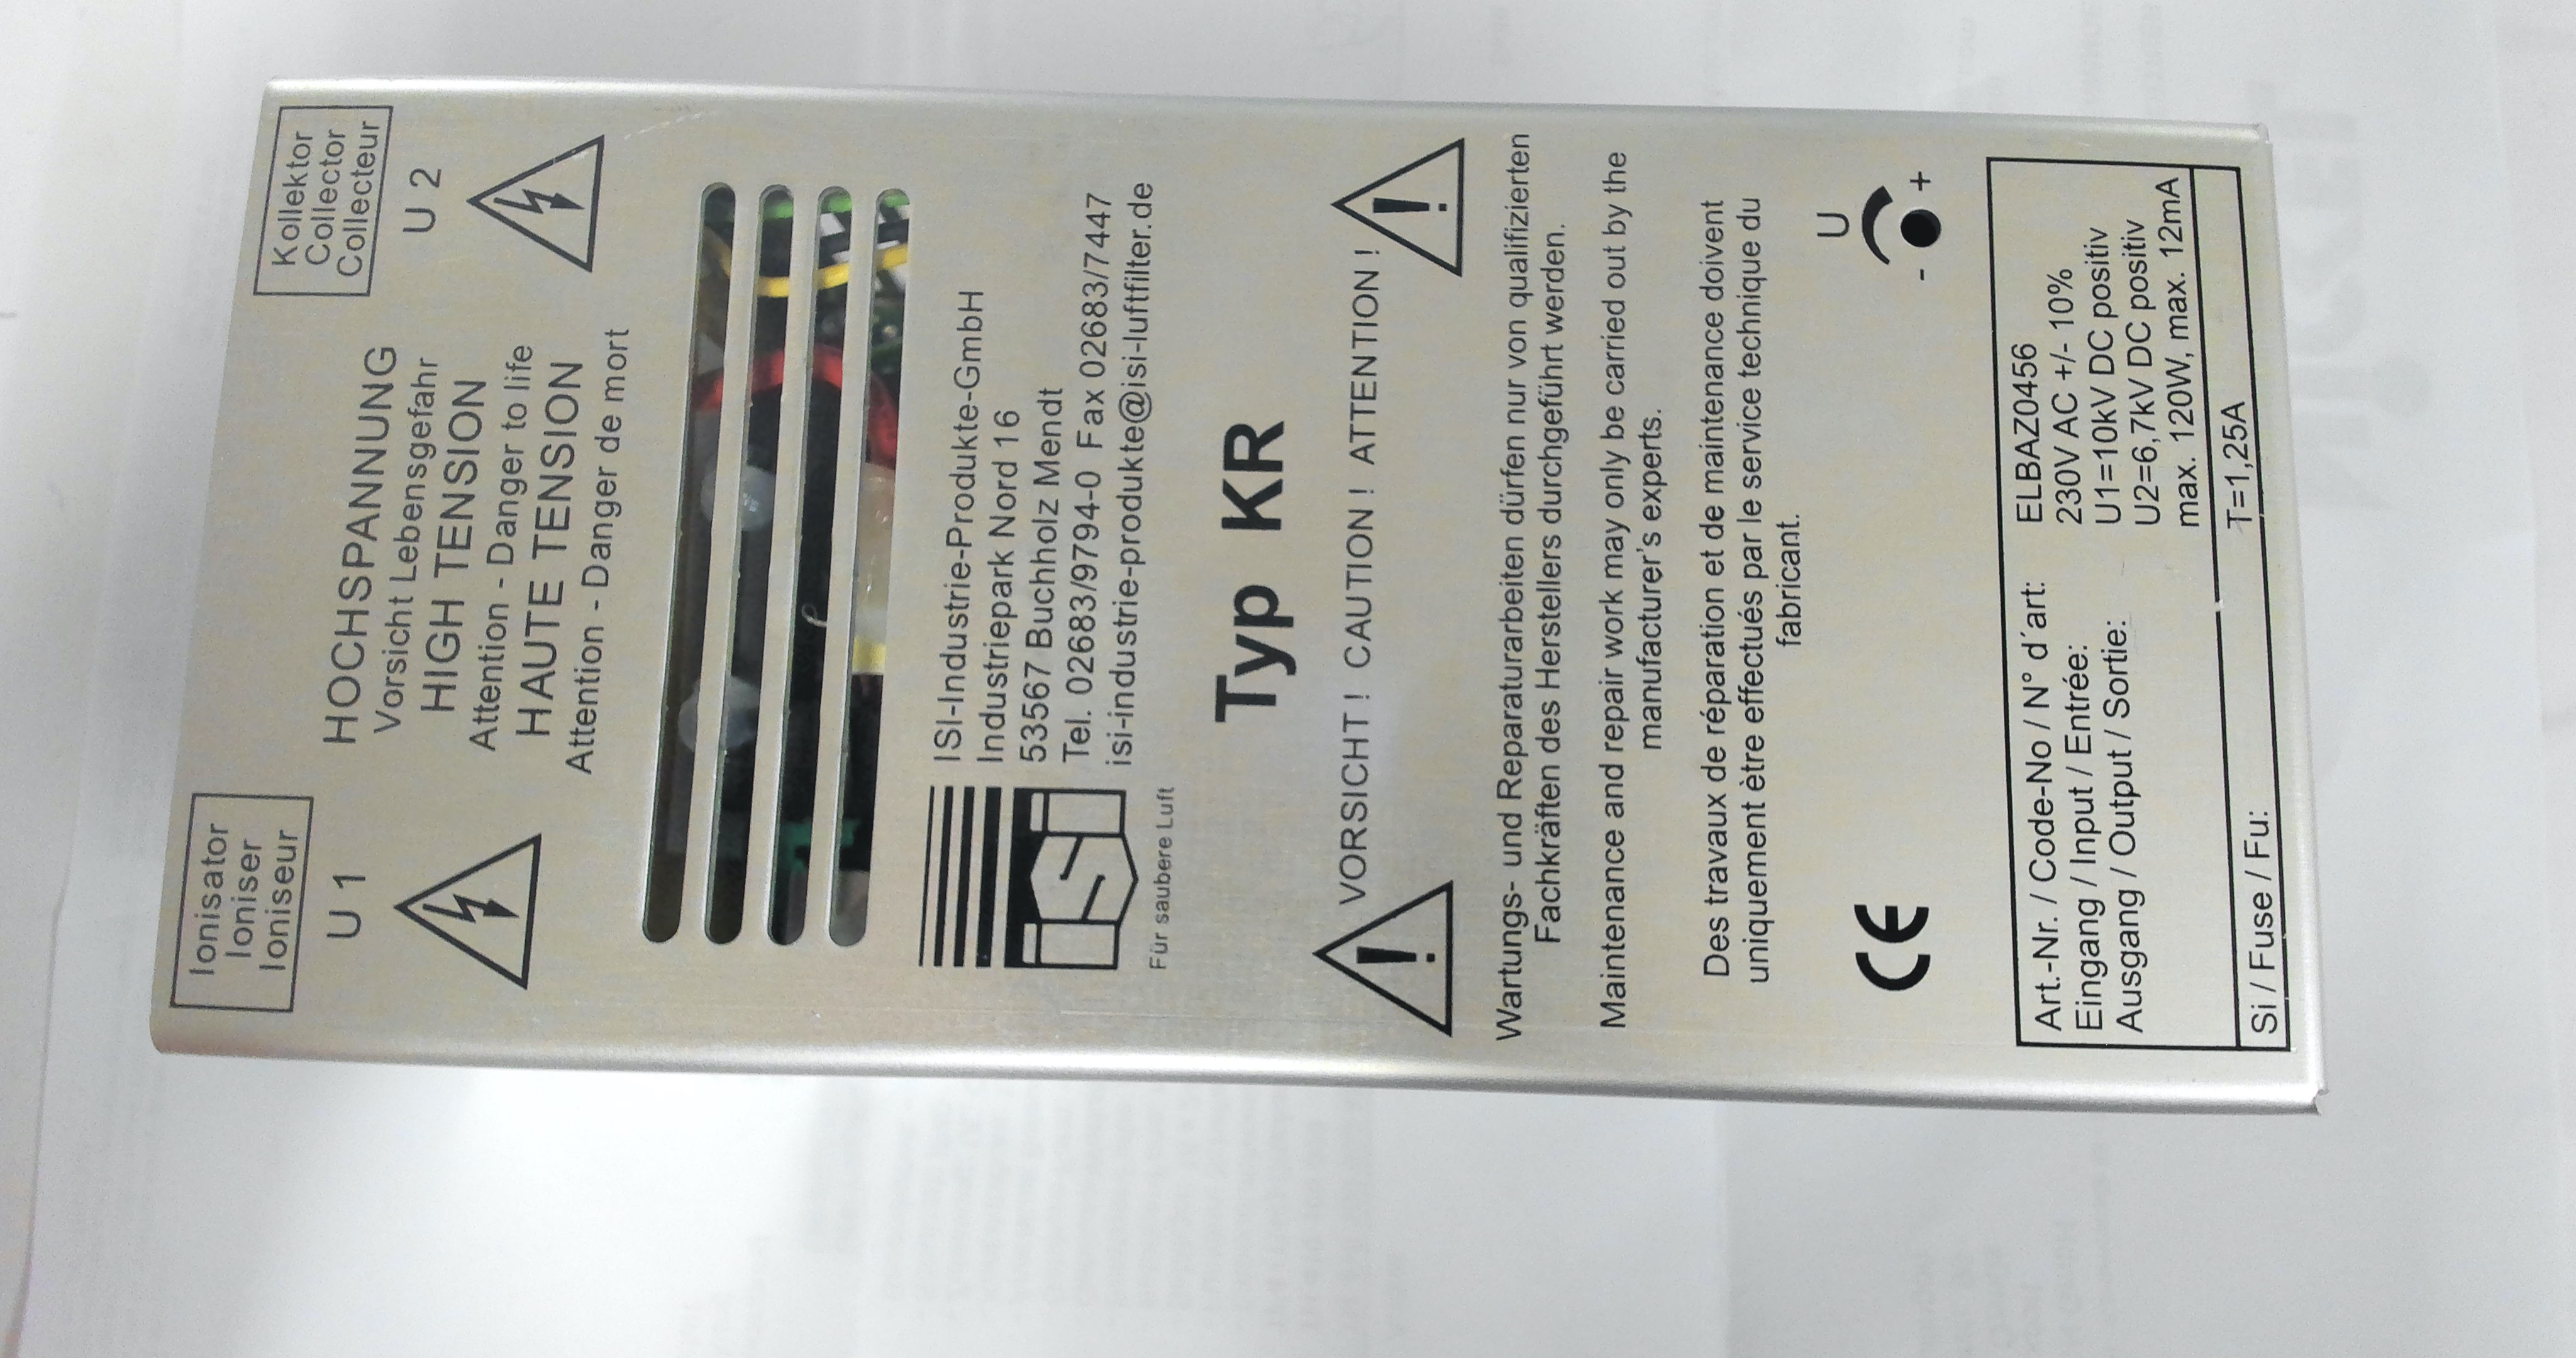 Ionisator
Ioniser
Ioniseur
U 1
Kollektor
Collector
Collecteur
U 2
HOCHSPANNUNG
Vorsicht Lebensgefahr
HIGH TENSION
Attention - Danger to life
HAUTE TENSION
Attention - Danger de mort
ISI-Industrie-Produkte-GmbH
Industriepark Nord 16
53567 Buchholz Mendt
Tel. 02683/9794-0 Fax 02683/7447
isi-industrie-produkte@isi-luftfilter.de
Für saubere Luft
Typ KR
VORSICHT ! CAUTION ! ATTENTION !
Wartungs- und Reparaturarbeiten dürfen nur von qualifizierten
Fachkräften des Herstellers durchgeführt werden.
Maintenance and repair work may only be carried out by the
manufacturer's experts.
Des travaux de réparation et de maintenance doivent
uniquement ètre effectués par le service technique du
fabricant.
CE
U
- +
Art.-Nr. / Code-No / N° d´art: ELBAZ0456
Eingang / Input / Entrée: 230V AC +/- 10%
Ausgang / Output / Sortie: U1=10kV DC positiv
U2=6,7kV DC positiv
max. 120W, max. 12mA
Si / Fuse / Fu: T=1,25A